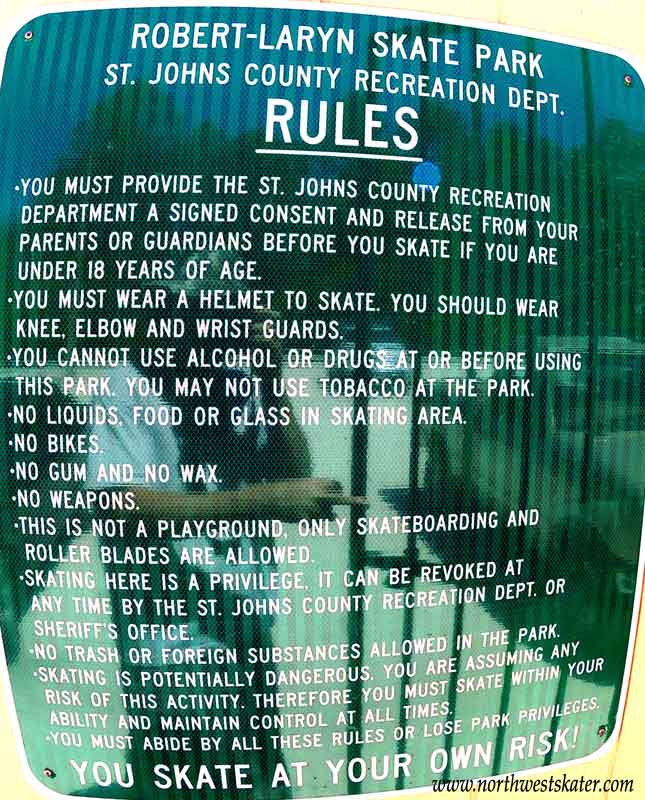 ROBERT-LARYN SKATE PARK
ST. JOHNS COUNTY RECREATION DEPT.
RULES
•YOU MUST PROVIDE THE ST. JOHNS COUNTY RECREATION
DEPARTMENT A SIGNED CONSENT AND RELEASE FROM YOUR
PARENTS OR GUARDIANS BEFORE YOU SKATE IF YOU ARE
UNDER 18 YEARS OF AGE.
•YOU MUST WEAR A HELMET TO SKATE. YOU SHOULD WEAR
KNEE, ELBOW AND WRIST GUARDS.
•YOU CANNOT USE ALCOHOL OR DRUGS AT OR BEFORE USING
THIS PARK. YOU MAY NOT USE TOBACCO AT THE PARK.
•NO LIQUIDS, FOOD OR GLASS IN SKATING AREA.
•NO BIKES.
•NO GUM AND NO WAX.
•NO WEAPONS.
•THIS IS NOT A PLAYGROUND, ONLY SKATEBOARDING AND
ROLLER BLADES ARE ALLOWED.
•SKATING HERE IS A PRIVILEGE, IT CAN BE REVOKED AT
ANY TIME BY THE ST. JOHNS COUNTY RECREATION DEPT. OR
SHERIFF'S OFFICE.
•NO TRASH OR FOREIGN SUBSTANCES ALLOWED IN THE PARK.
•SKATING IS POTENTIALLY DANGEROUS. YOU ARE ASSUMING ANY
RISK OF THIS ACTIVITY. THEREFORE YOU MUST SKATE WITHIN YOUR
ABILITY AND MAINTAIN CONTROL AT ALL TIMES.
•YOU MUST ABIDE BY ALL THESE RULES OR LOSE PARK PRIVILEGES.
YOU SKATE AT YOUR OWN RISK!
www.northwestskater.com